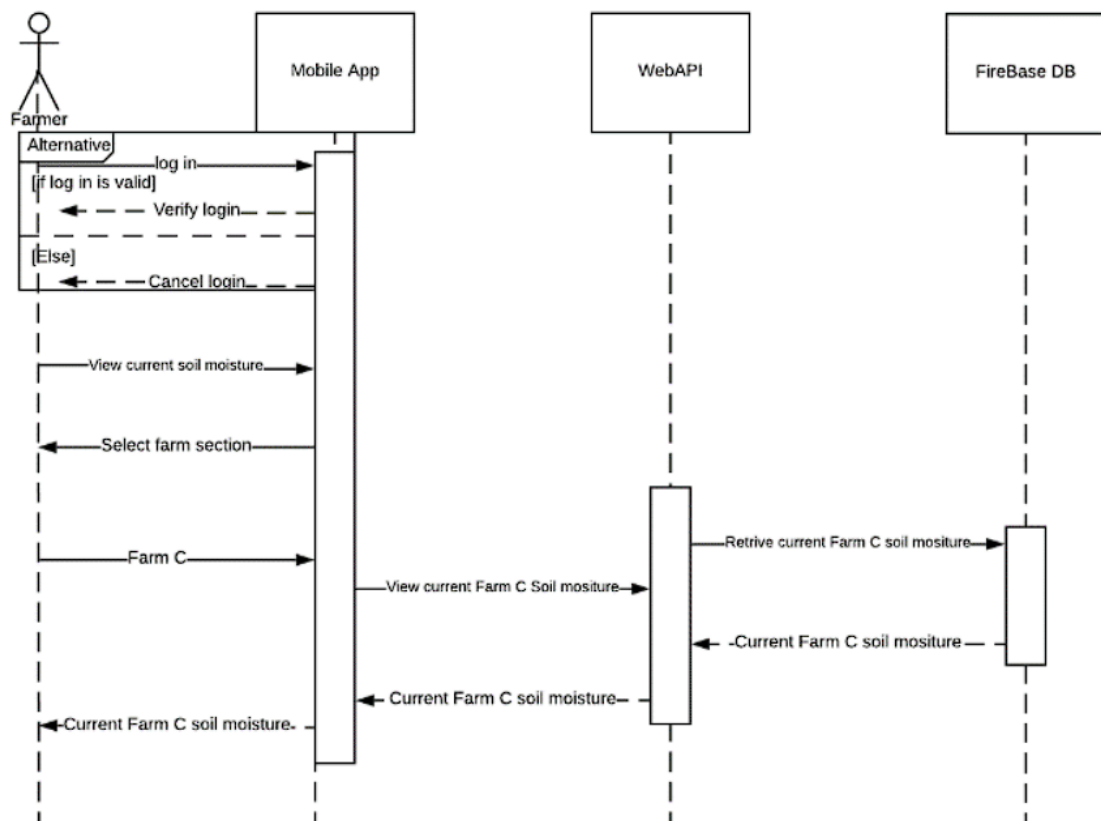 Mobile App
WebAPI
FireBase DB
Farmer
Alternative
log in
[if log in is valid]
Verify login
[Else]
Cancel login
View current soil moisture
Select farm section
Retrive current Farm C soil mositure
Farm C
View current Farm C Soil mositure
Current Farm C soil mositure
Current Farm C soil moisture
Current Farm C soil moisture